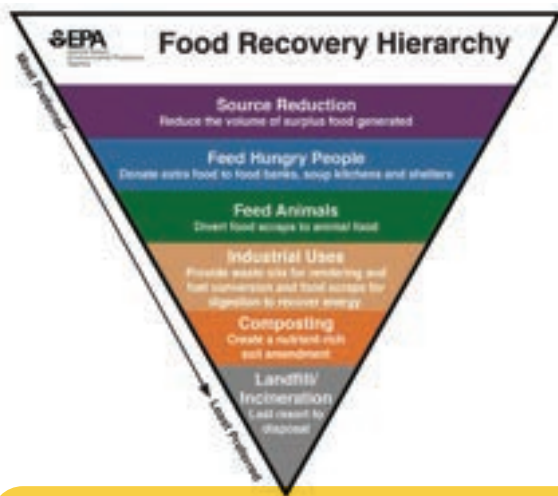 EPA
Food Recovery Hierarchy
Most Preferred
Source Reduction
Reduce the volume of surplus food generated
Feed Hungry People
Donate extra food to food banks, soup kitchens and shelters
Feed Animals
Divert food scraps to animal food
Industrial Uses
Provide waste oils for rendering and
fuel conversion and food scraps for
digestion to recover energy
Composting
Create a nutrient-rich
soil amendment
Landfill/
Incineration
Last resort to
disposal
Least Preferred